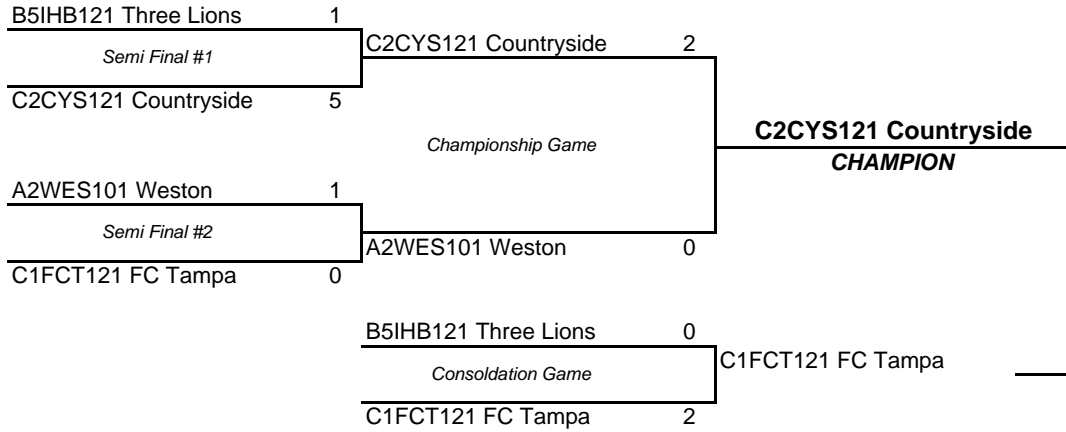 B5IHB121 Three Lions 1
Semi Final #1
C2CYS121 Countryside 5
C2CYS121 Countryside 2
Championship Game
C2CYS121 Countryside
CHAMPION
A2WES101 Weston 1
Semi Final #2
C1FCT121 FC Tampa 0
A2WES101 Weston 0
B5IHB121 Three Lions 0
Consoldation Game
C1FCT121 FC Tampa
C1FCT121 FC Tampa 2